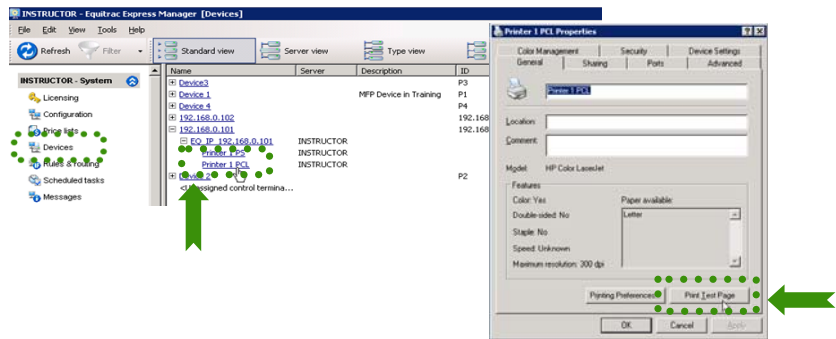 INSTRUCTOR - Equitrac Express Manager [Devices]
File Edit View Tools Help
Refresh Filter Standard view Server view Type view
INSTRUCTOR - System
Licensing
Configuration
Price lists
Devices
Rules & routing
Scheduled tasks
Messages
Name Server Description ID
Device3 P3
Device 1 MFP Device in Training P1
Device 4 P4
192.168.0.102 192.168
192.168.0.101 192.168
EQ_IP_192.168.0.101 INSTRUCTOR
Printer 1 PS INSTRUCTOR
Printer 1 PCL INSTRUCTOR
Device 2 P2
<Unassigned control termina...
Printer 1 PCL Properties
Color Management Security Device Settings
General Sharing Ports Advanced
Printer 1 PCL
Location:
Comment:
Model: HP Color LaserJet
Features
Color: Yes Paper available:
Double-sided: No Letter
Staple: No
Speed: Unknown
Maximum resolution: 300 dpi
Printing Preferences... Print Test Page
OK Cancel Apply